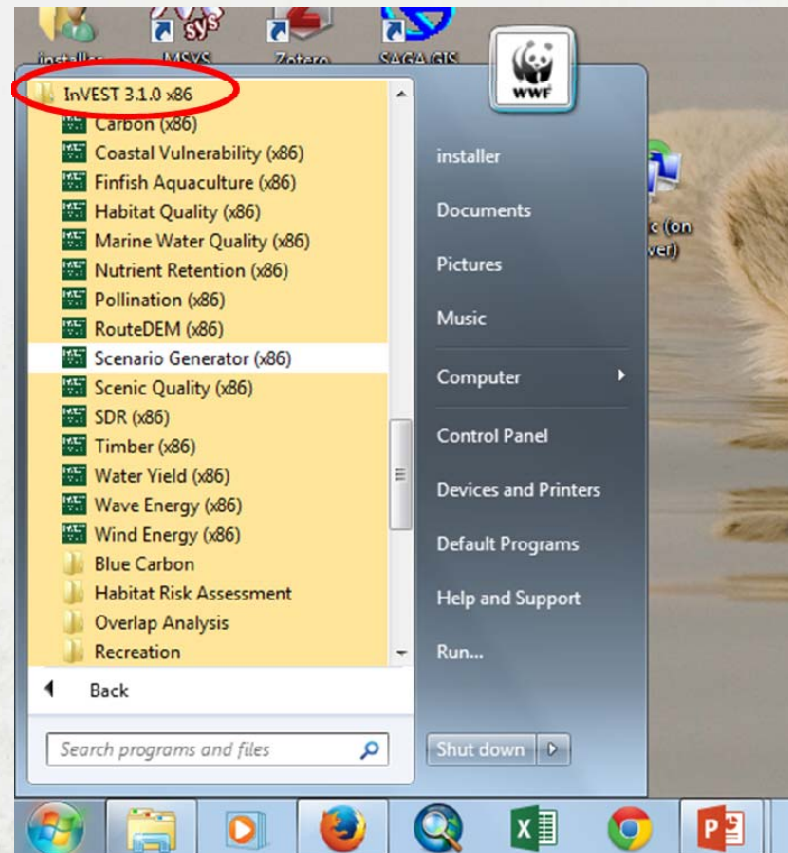 installer
MSYS
Zotero
SAGA GIS
WWF
InVEST 3.1.0 x86
Carbon (x86)
Coastal Vulnerability (x86)
Finfish Aquaculture (x86)
Habitat Quality (x86)
Marine Water Quality (x86)
Nutrient Retention (x86)
Pollination (x86)
RouteDEM (x86)
Scenario Generator (x86)
Scenic Quality (x86)
SDR (x86)
Timber (x86)
Water Yield (x86)
Wave Energy (x86)
Wind Energy (x86)
Blue Carbon
Habitat Risk Assessment
Overlap Analysis
Recreation
Back
Search programs and files
installer
Documents
Pictures
Music
Computer
Control Panel
Devices and Printers
Default Programs
Help and Support
Run...
Shut down